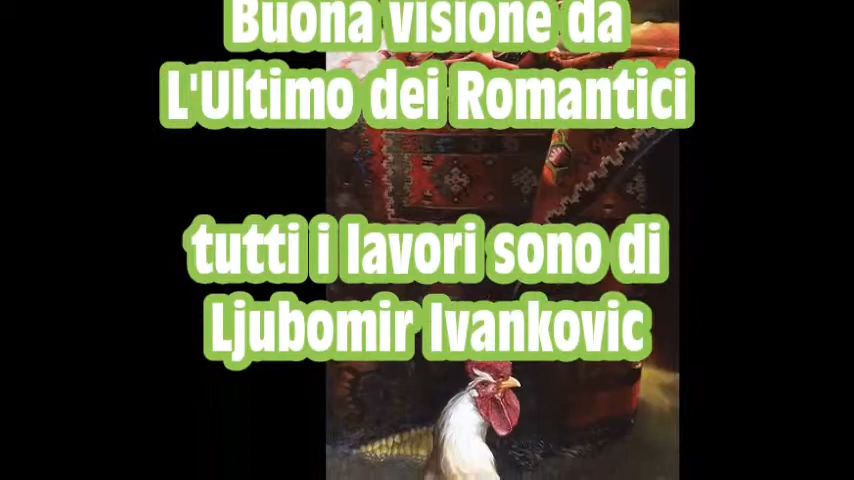 Buona visione da
L'Ultimo dei Romantici
tutti i lavori sono di
Ljubomir Ivankovic